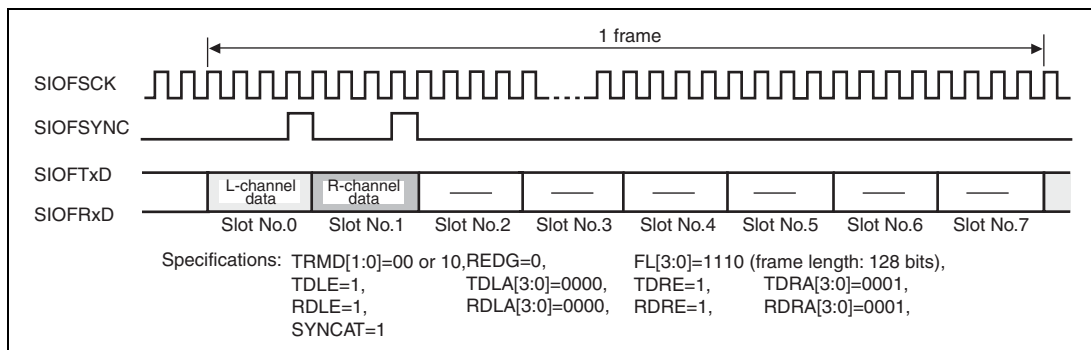 1 frame
SIOFSCK
SIOFSYNC
SIOFTxD
SIOFRxD
L-channel
data
R-channel
data
Slot No.0 Slot No.1 Slot No.2 Slot No.3 Slot No.4 Slot No.5 Slot No.6 Slot No.7
Specifications: TRMD[1:0]=00 or 10, REDG=0, FL[3:0]=1110 (frame length: 128 bits),
TDLE=1, TDLA[3:0]=0000, TDRE=1, TDRA[3:0]=0001,
RDLE=1, RDLA[3:0]=0000, RDRE=1, RDRA[3:0]=0001,
SYNCAT=1